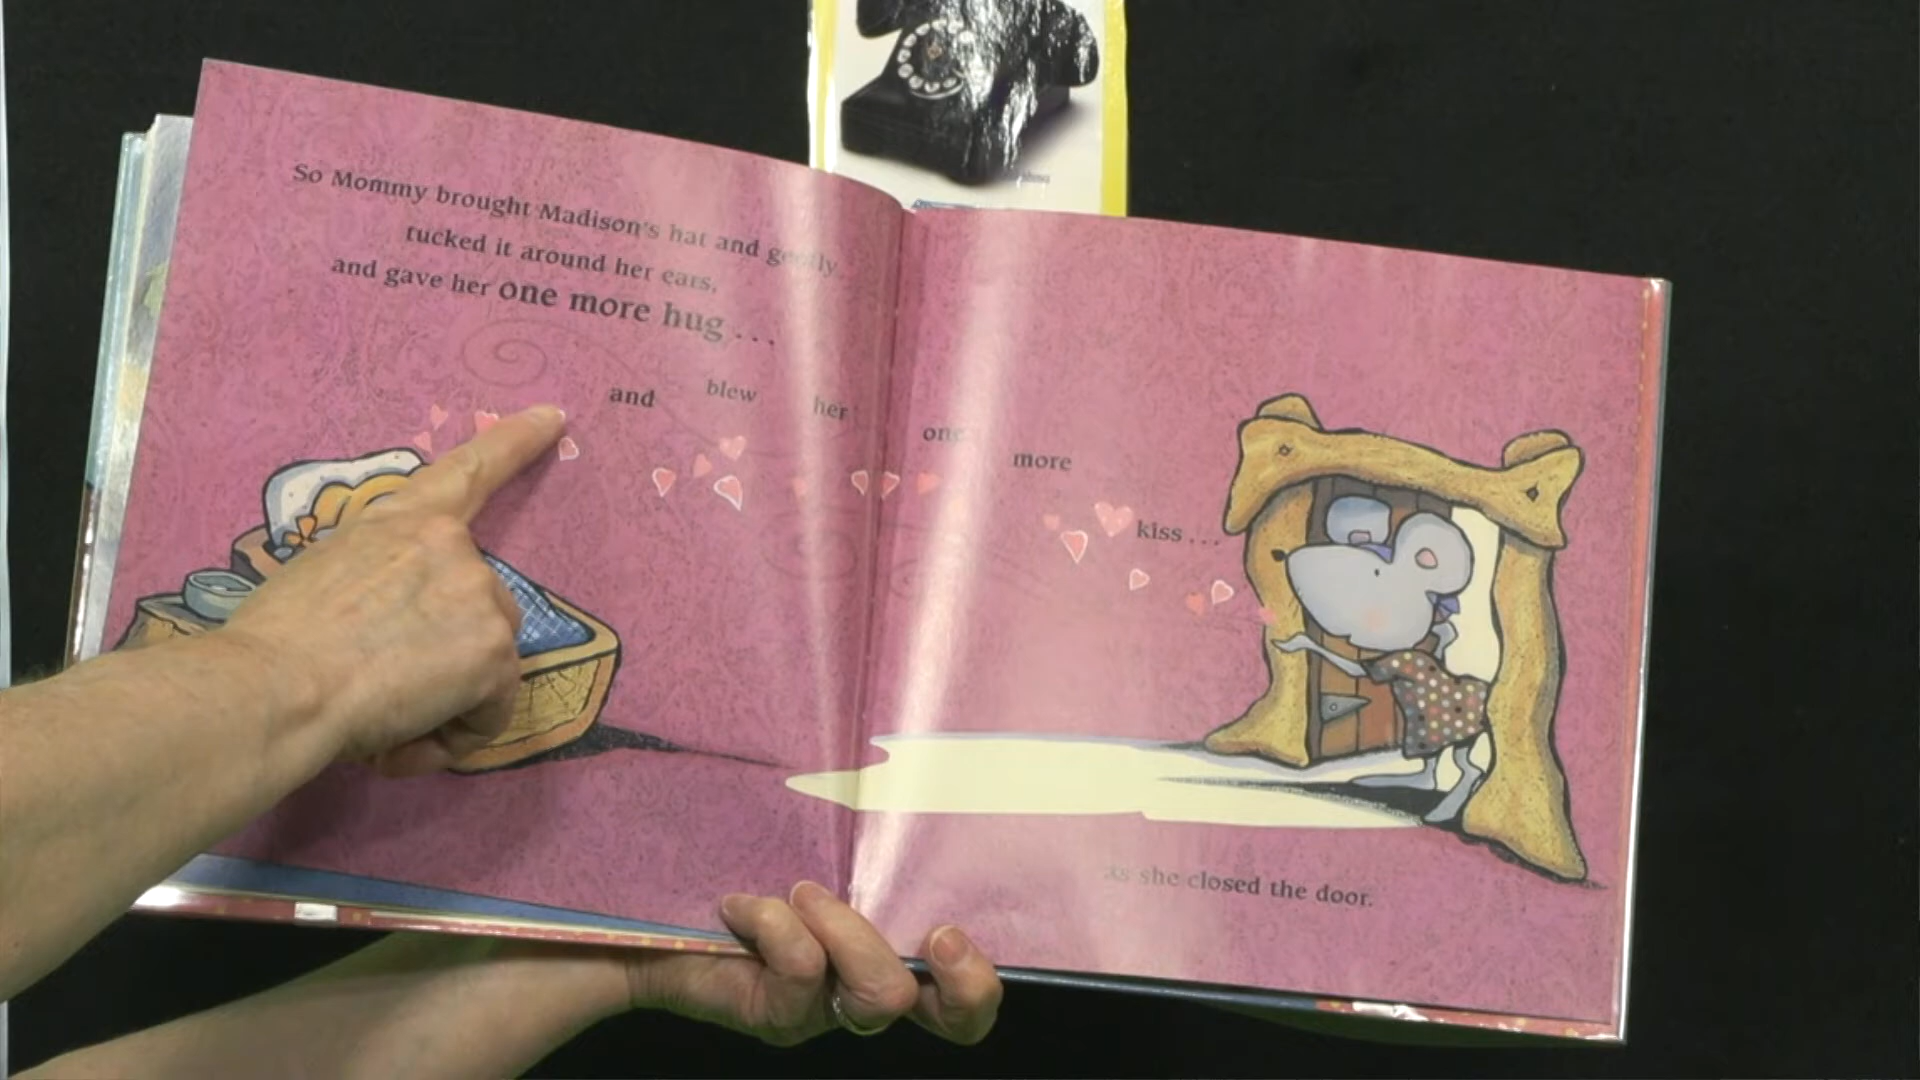 So Mommy brought Madison's hat and gently
tucked it around her ears,
and gave her one more hug . . .
and blew her one more kiss . . .
as she closed the door.